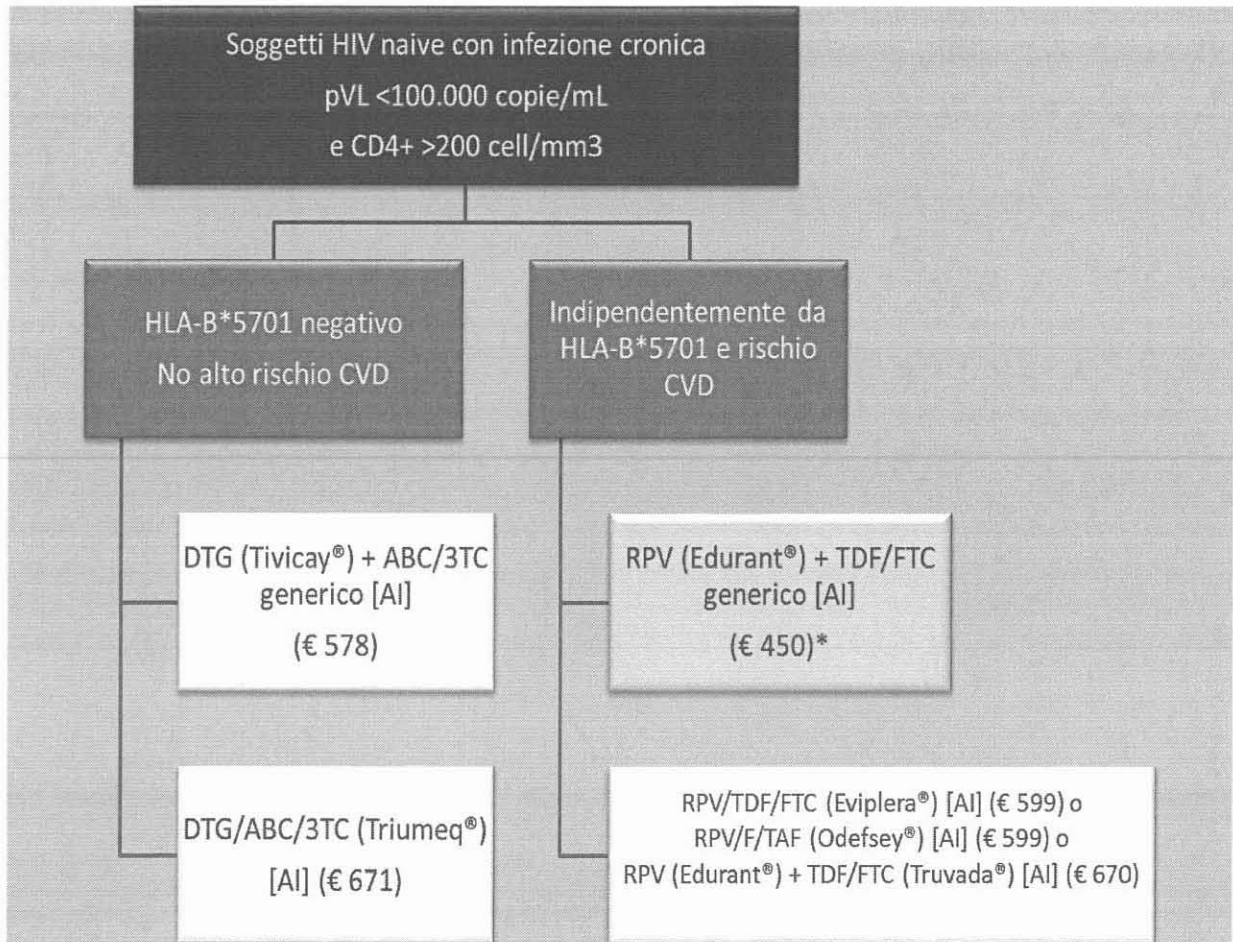 Soggetti HIV naive con infezione cronica
pVL <100.000 copie/mL
e CD4+ >200 cell/mm3
HLA-B*5701 negativo
No alto rischio CVD
Indipendentemente da
HLA-B*5701 e rischio
CVD
DTG (Tivicay®) + ABC/3TC
generico [AI]
(€ 578)
RPV (Edurant®) + TDF/FTC
generico [AI]
(€ 450)*
DTG/ABC/3TC (Triumeq®)
[AI] (€ 671)
RPV/TDF/FTC (Eviplera®) [AI] (€ 599) o
RPV/F/TAF (Odefsey®) [AI] (€ 599) o
RPV (Edurant®) + TDF/FTC (Truvada®) [AI] (€ 670)